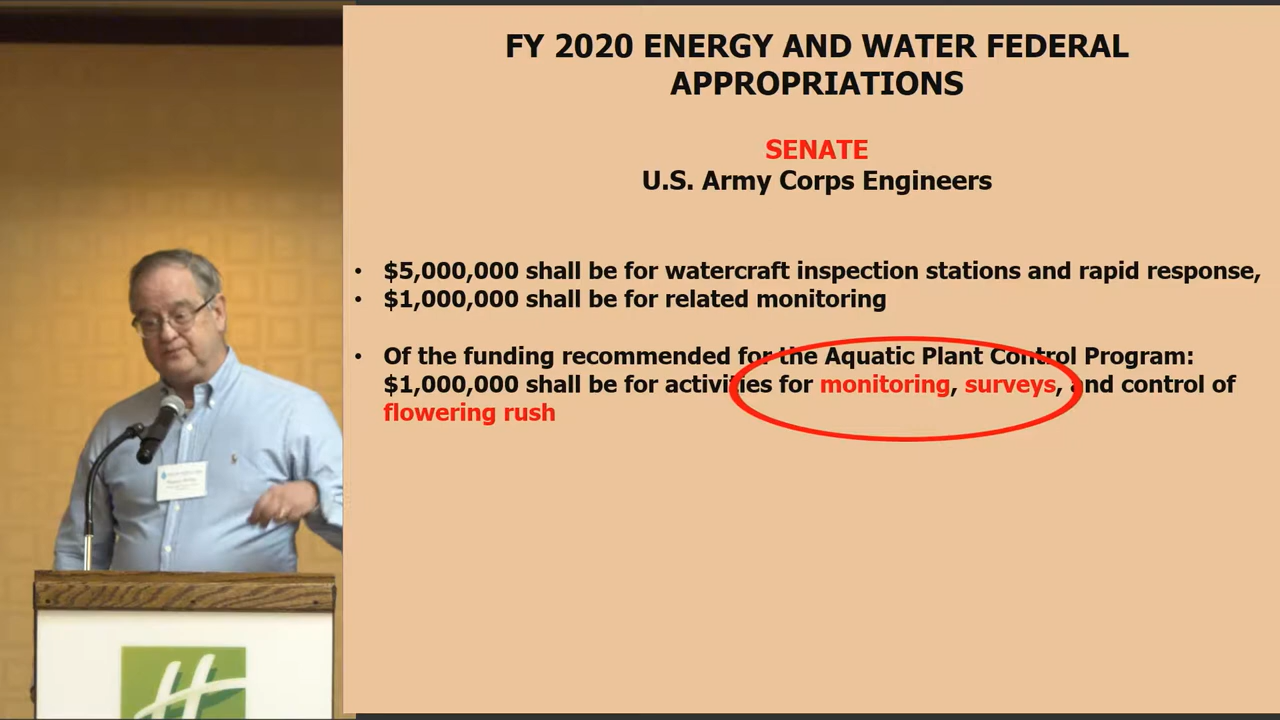 FY 2020 ENERGY AND WATER FEDERAL
APPROPRIATIONS
SENATE
U.S. Army Corps Engineers
• $5,000,000 shall be for watercraft inspection stations and rapid response,
• $1,000,000 shall be for related monitoring
• Of the funding recommended for the Aquatic Plant Control Program:
$1,000,000 shall be for activities for monitoring, surveys, and control of
flowering rush
H